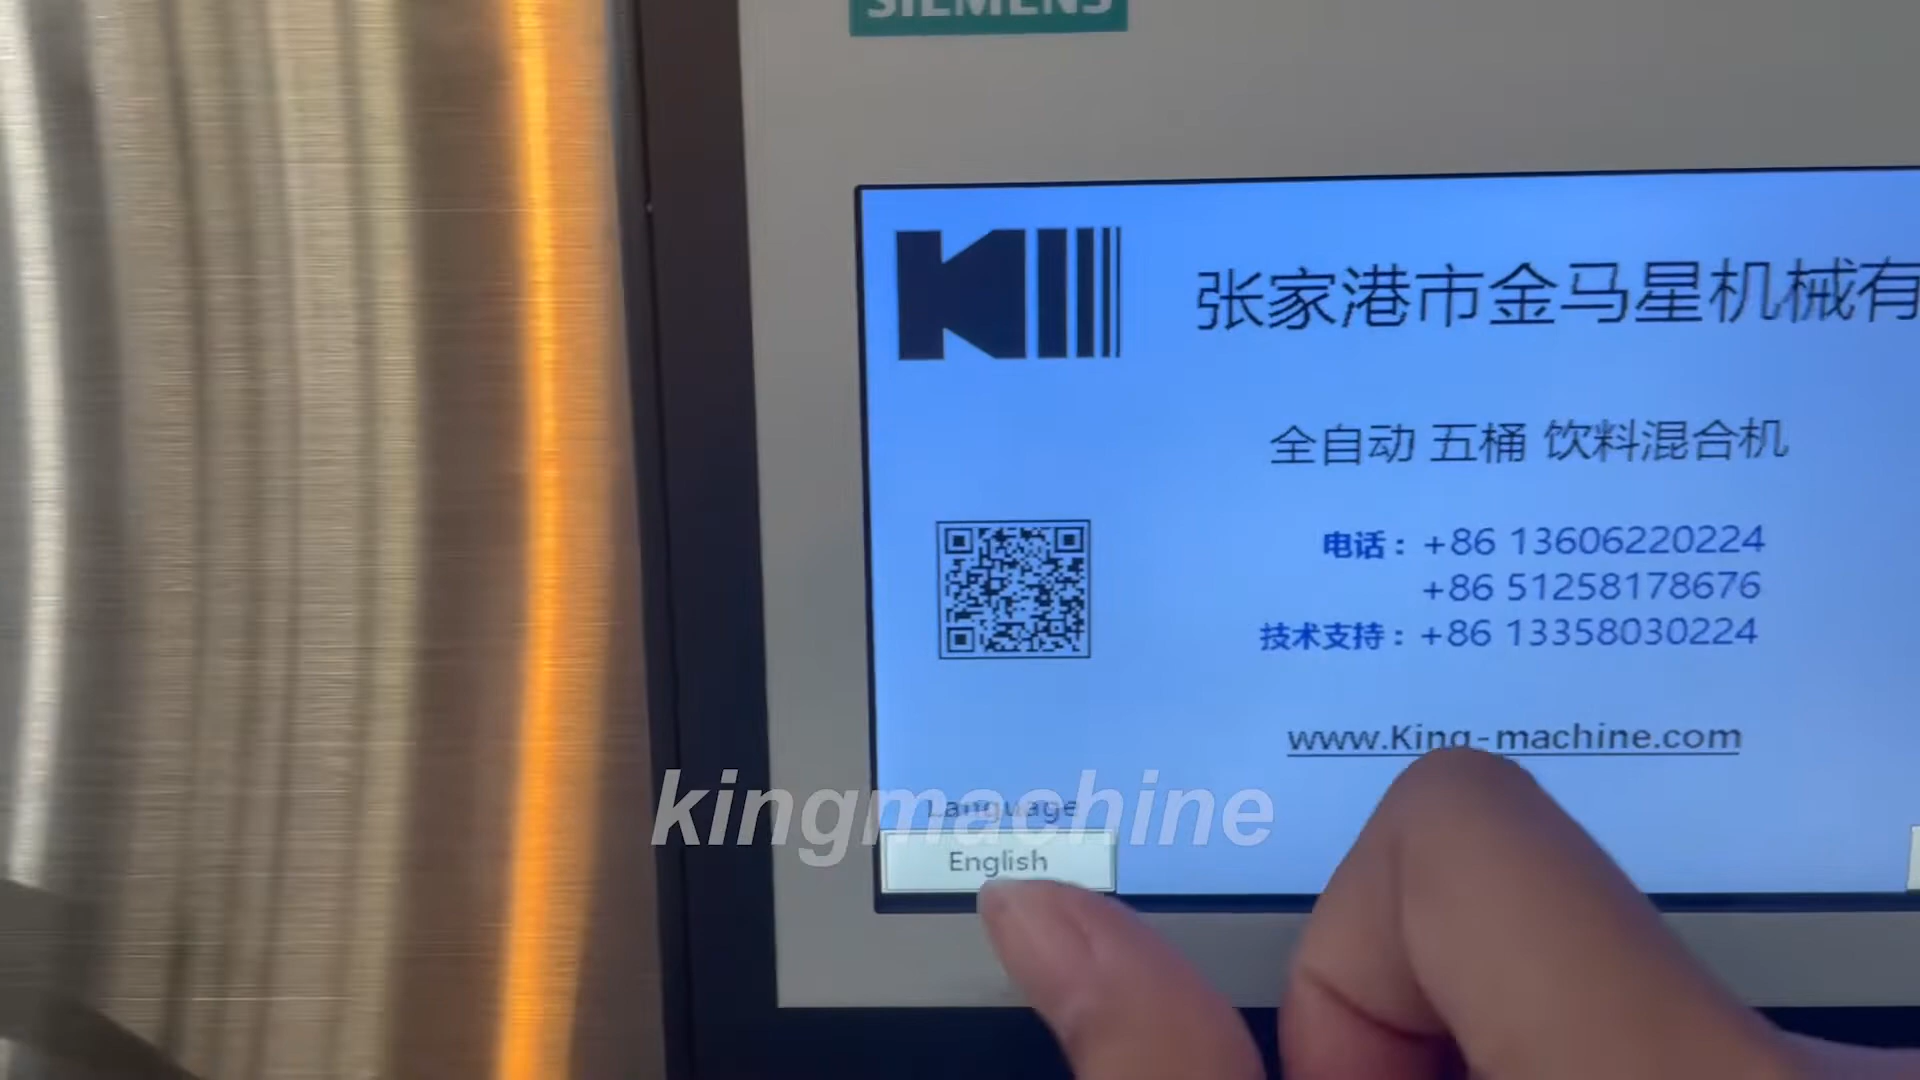 SIEMENS
张家港市金马星机械有
全自动 五桶 饮料混合机
电话：+86 13606220224
+86 51258178676
技术支持：+86 13358030224
www.King-machine.com
Language
kingmachine
English